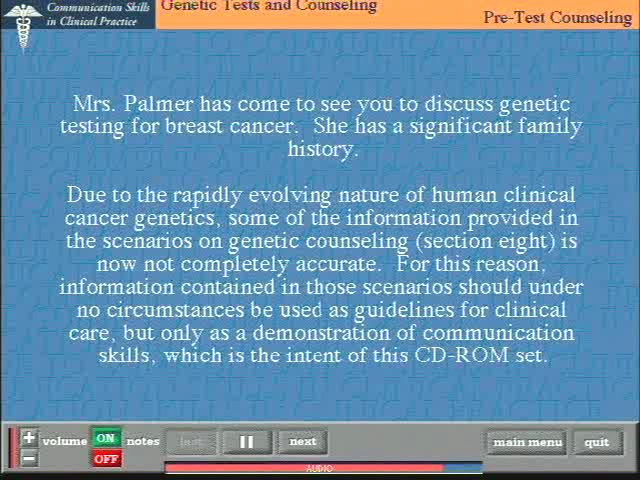 Communication Skills
in Clinical Practice
Genetic Tests and Counseling
Pre-Test Counseling
Mrs. Palmer has come to see you to discuss genetic
testing for breast cancer. She has a significant family
history.
Due to the rapidly evolving nature of human clinical
cancer genetics, some of the information provided in
the scenarios on genetic counseling (section eight) is
now not completely accurate. For this reason,
information contained in those scenarios should under
no circumstances be used as guidelines for clinical
care, but only as a demonstration of communication
skills, which is the intent of this CD-ROM set.
+ volume ON notes last next main menu quit
− OFF
AUDIO